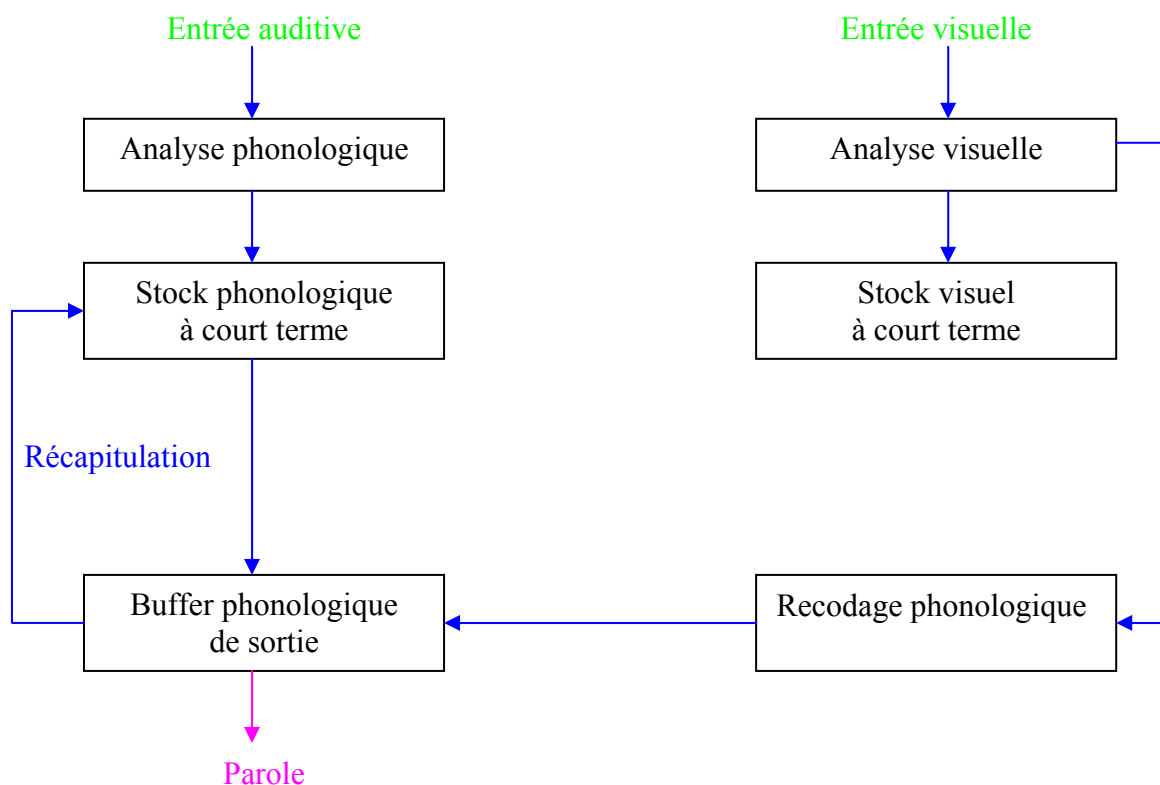 Entrée auditive
Entrée visuelle
Analyse phonologique
Analyse visuelle
Stock phonologique
à court terme
Stock visuel
à court terme
Récapitulation
Buffer phonologique
de sortie
Recodage phonologique
Parole